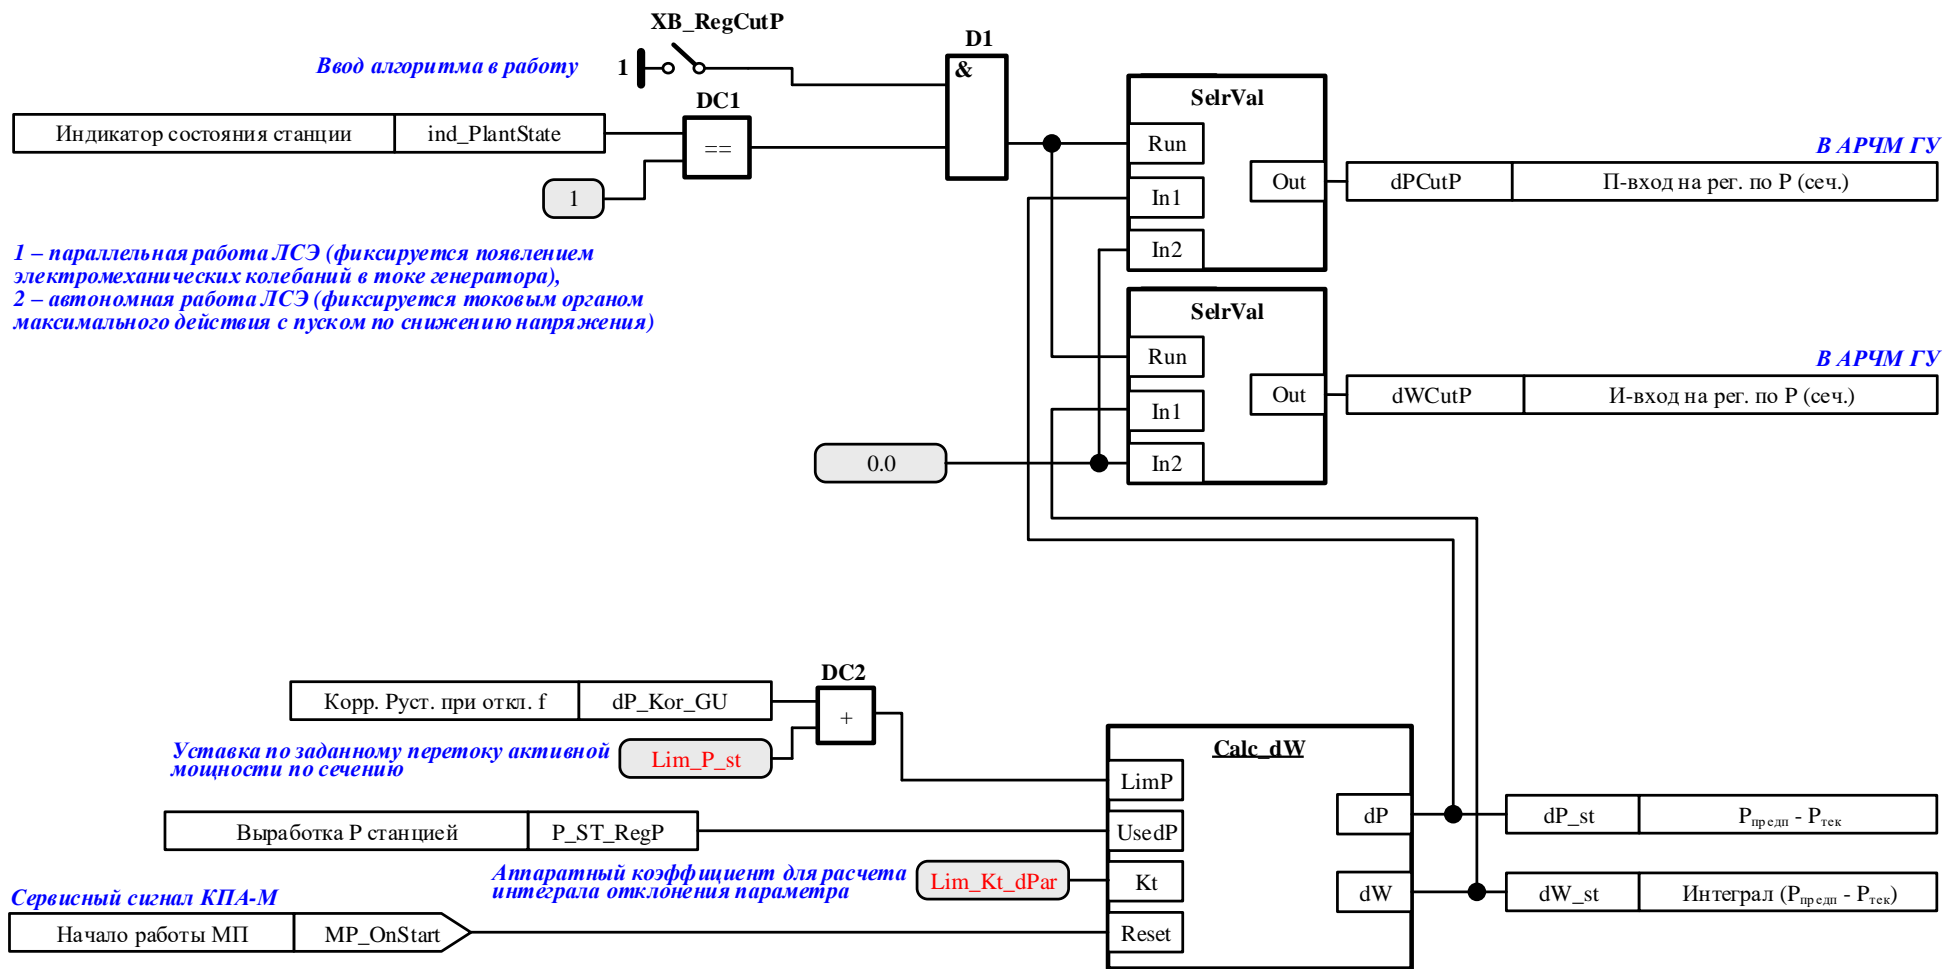 XB_RegCutP
Ввод алгоритма в работу
1
D1
&
DC1
==
Индикатор состояния станции
ind_PlantState
1
SelrVal
Run
In1
In2
Out
В АРЧМ ГУ
dPCutP
П-вход на рег. по Р (сеч.)
1 – параллельная работа ЛСЭ (фиксируется появлением
электромеханических колебаний в токе генератора),
2 – автономная работа ЛСЭ (фиксируется токовым органом
максимального действия с пуском по снижению напряжения)
SelrVal
Run
In1
In2
Out
В АРЧМ ГУ
dWCutP
И-вход на рег. по Р (сеч.)
0.0
DC2
+
Корр. Руст. при откл. f
dP_Kor_GU
Уставка по заданному перетоку активной
мощности по сечению
Lim_P_st
Calc_dW
LimP
UsedP
Kt
Reset
dP
dW
Выработка Р станцией
P_ST_RegP
Аппаратный коэффициент для расчета
интеграла отклонения параметра
Lim_Kt_dPar
Сервисный сигнал КПА-М
Начало работы МП
MP_OnStart
dP_st
Pпредп - Pтек
dW_st
Интеграл (Pпредп - Pтек)